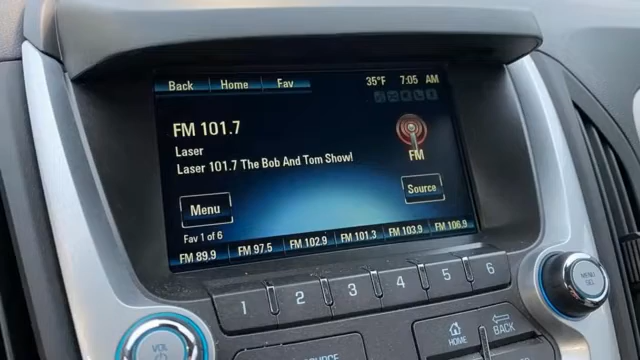 Back Home Fav 35°F 7:05 AM
FM 101.7
Laser
Laser 101.7 The Bob And Tom Show!
FM
Menu
Source
Fav 1 of 6
FM 89.9 FM 97.5 FM 102.9 FM 101.3 FM 103.9 FM 106.9
1 2 3 4 5 6
MENU
SEL
VOL
SOURCE
HOME
BACK